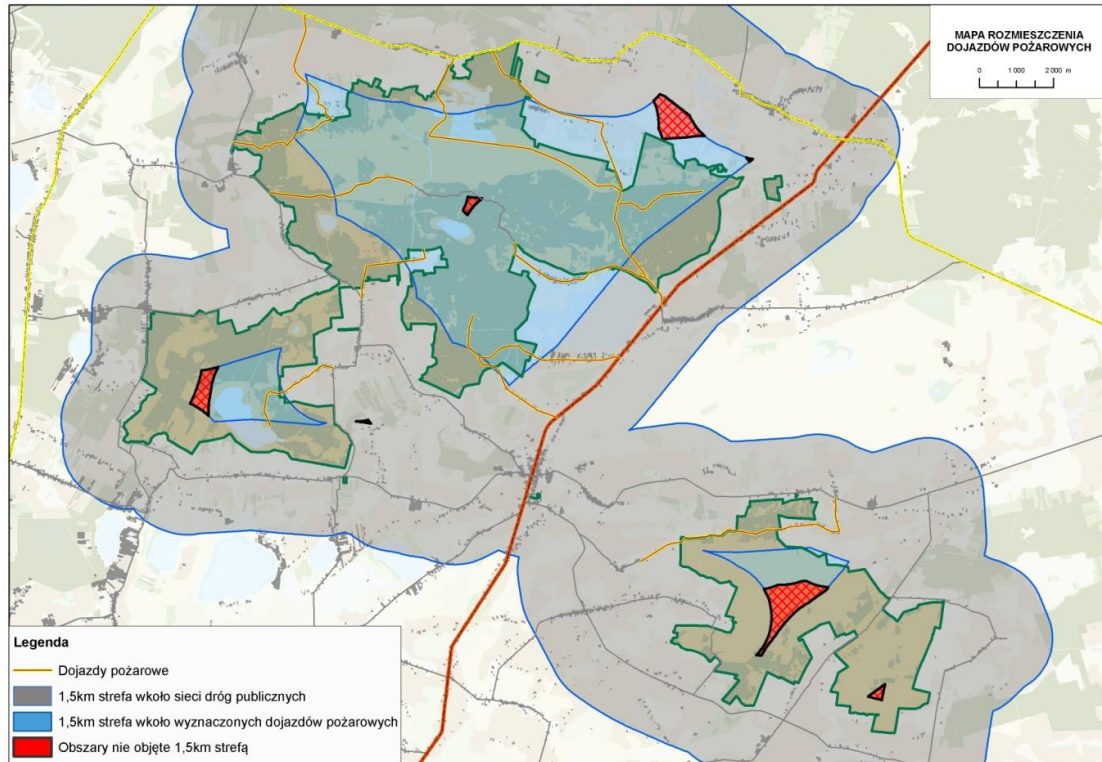 MAPA ROZMIESZCZENIA
DOJAZDÓW POŻAROWYCH
0 1 000 2 000 m
Legenda
Dojazdy pożarowe
1,5km strefa wkoło sieci dróg publicznych
1,5km strefa wkoło wyznaczonych dojazdów pożarowych
Obszary nie objęte 1,5km strefą